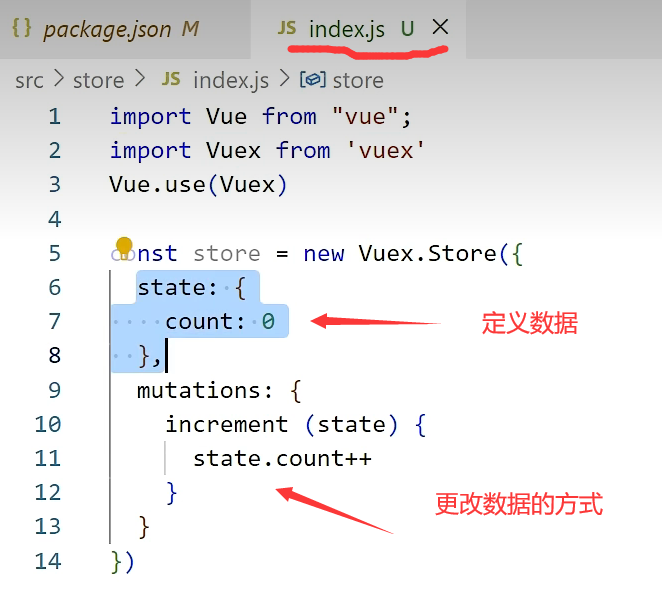 {} package.json M JS index.js U ×
src > store > JS index.js > store
1 import Vue from "vue";
2 import Vuex from 'vuex'
3 Vue.use(Vuex)
4
5 const store = new Vuex.Store({
6 state: {
7 count: 0 定义数据
8 },
9 mutations: {
10 increment (state) {
11 state.count++
12 }
更改数据的方式
13 }
14 })